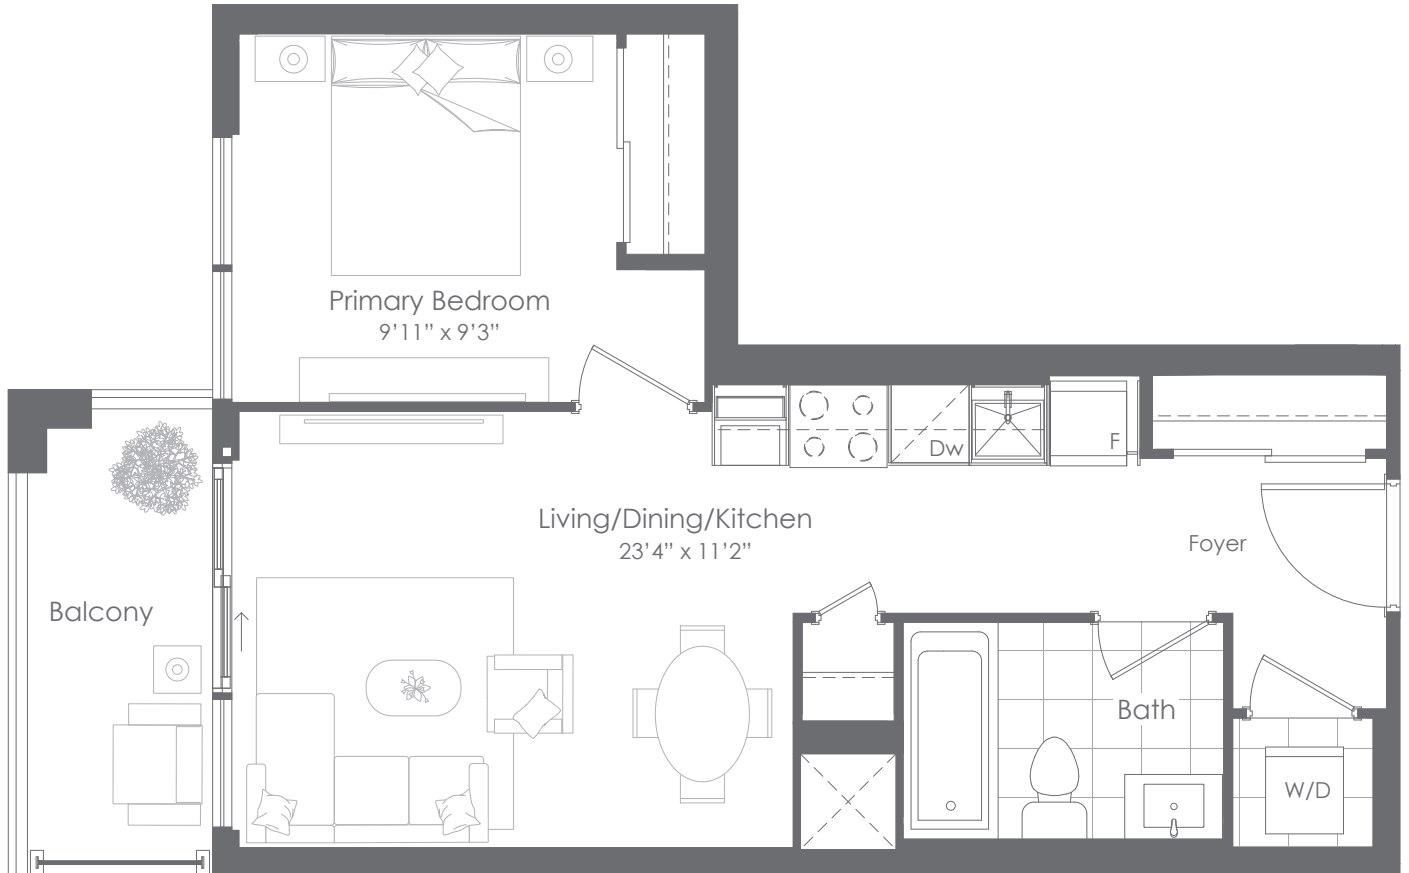 Primary Bedroom
9’11” x 9’3”
Dw
F
Living/Dining/Kitchen
23’4” x 11’2”
Foyer
Balcony
Bath
W/D